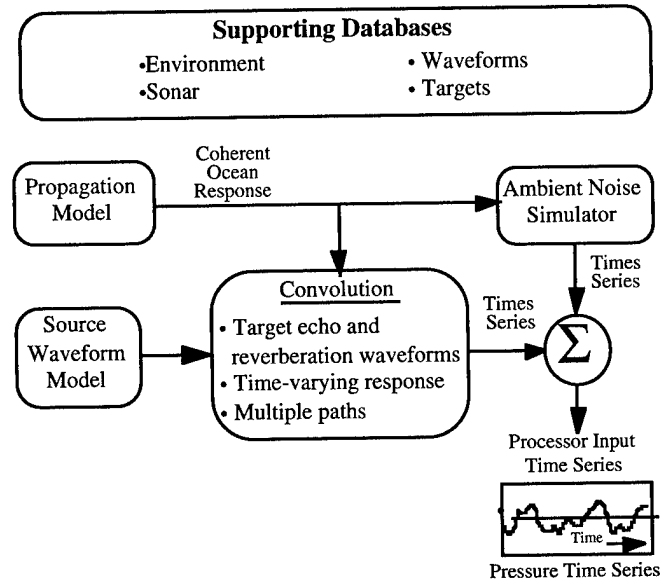 Supporting Databases
•Environment
• Waveforms
•Sonar
• Targets
Coherent
Ocean
Response
Propagation
Model
Ambient Noise
Simulator
Times
Series
Convolution
• Target echo and
reverberation waveforms
• Time-varying response
• Multiple paths
Source
Waveform
Model
Times
Series
Σ
Processor Input
Time Series
Time
Pressure Time Series